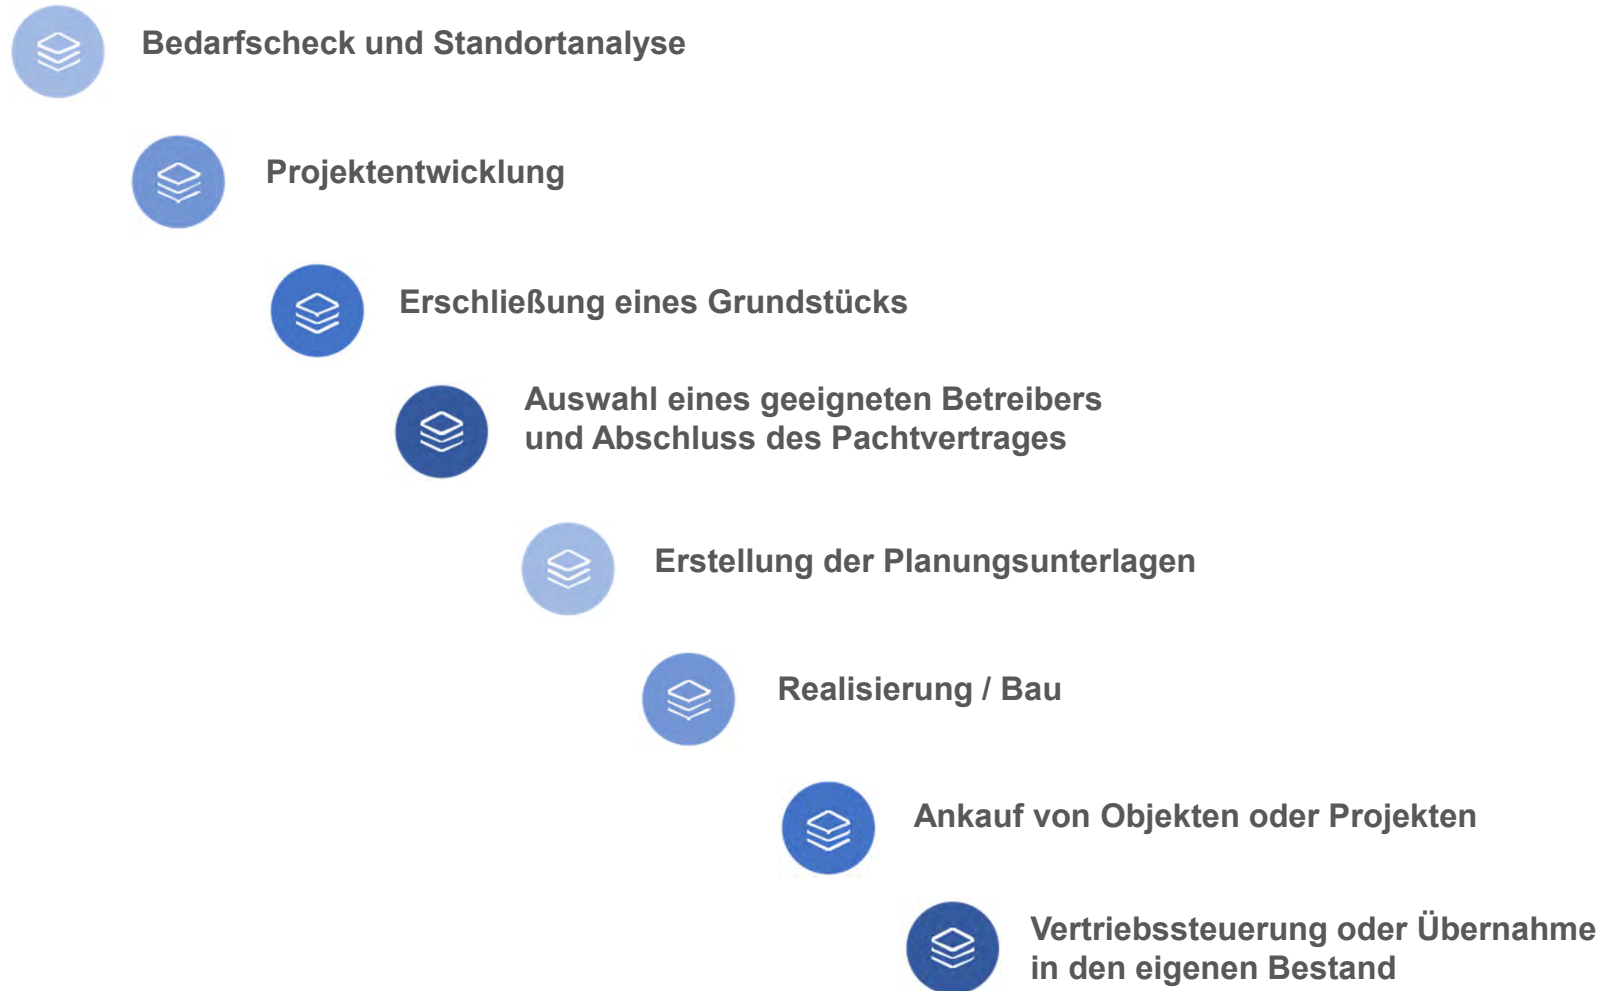 Bedarfscheck und Standortanalyse
Projektentwicklung
Erschließung eines Grundstücks
Auswahl eines geeigneten Betreibers
und Abschluss des Pachtvertrages
Erstellung der Planungsunterlagen
Realisierung / Bau
Ankauf von Objekten oder Projekten
Vertriebssteuerung oder Übernahme
in den eigenen Bestand